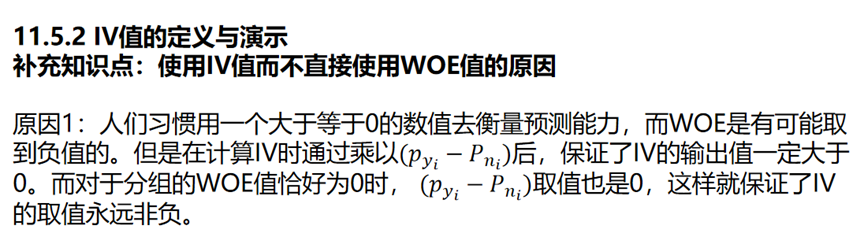 11.5.2 IV值的定义与演示
补充知识点：使用IV值而不直接使用WOE值的原因
原因1：人们习惯用一个大于等于0的数值去衡量预测能力，而WOE是有可能取
到负值的。但是在计算IV时通过乘以(p_{y_i} − P_{n_i})后，保证了IV的输出值一定大于
0。而对于分组的WOE值恰好为0时， (p_{y_i} − P_{n_i})取值也是0，这样就保证了IV
的取值永远非负。